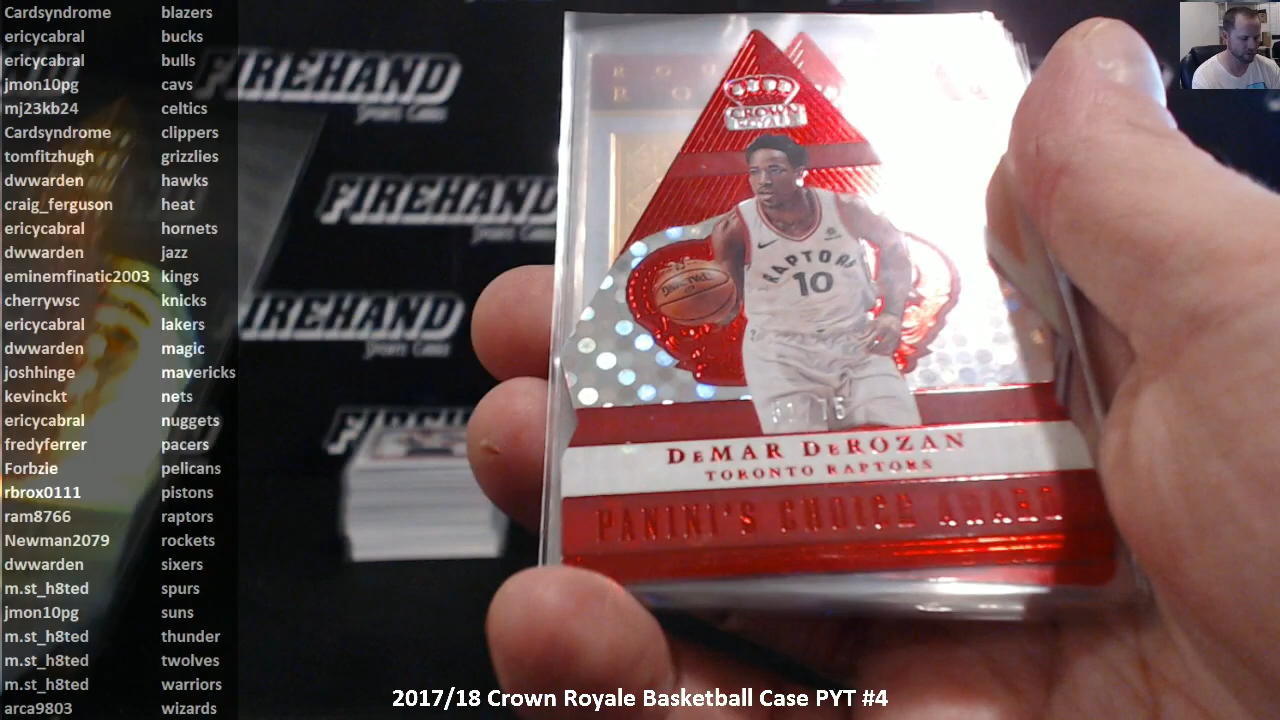 Cardsyndrome blazers
ericycabral bucks
ericycabral bulls
jmon10pg cavs
mj23kb24 celtics
Cardsyndrome clippers
tomfitzhugh grizzlies
dwwarden hawks
craig_ferguson heat
ericycabral hornets
dwwarden jazz
eminemfinatic2003 kings
cherrywsc knicks
ericycabral lakers
dwwarden magic
joshhinge mavericks
kevinckt nets
ericycabral nuggets
fredyferrer pacers
Forbzie pelicans
rbrox0111 pistons
ram8766 raptors
Newman2079 rockets
dwwarden sixers
m.st_h8ted spurs
jmon10pg suns
m.st_h8ted thunder
m.st_h8ted twolves
m.st_h8ted warriors
arca9803 wizards
FIREHAND
Sports Cards
FIREHAND
FIREHAND
Sports Cards
CROWN
ROYALE
SPALDING
RAPTORS
10
DeMAR DeROZAN
TORONTO RAPTORS
PANINI'S CHOICE AWARD
2017/18 Crown Royale Basketball Case PYT #4